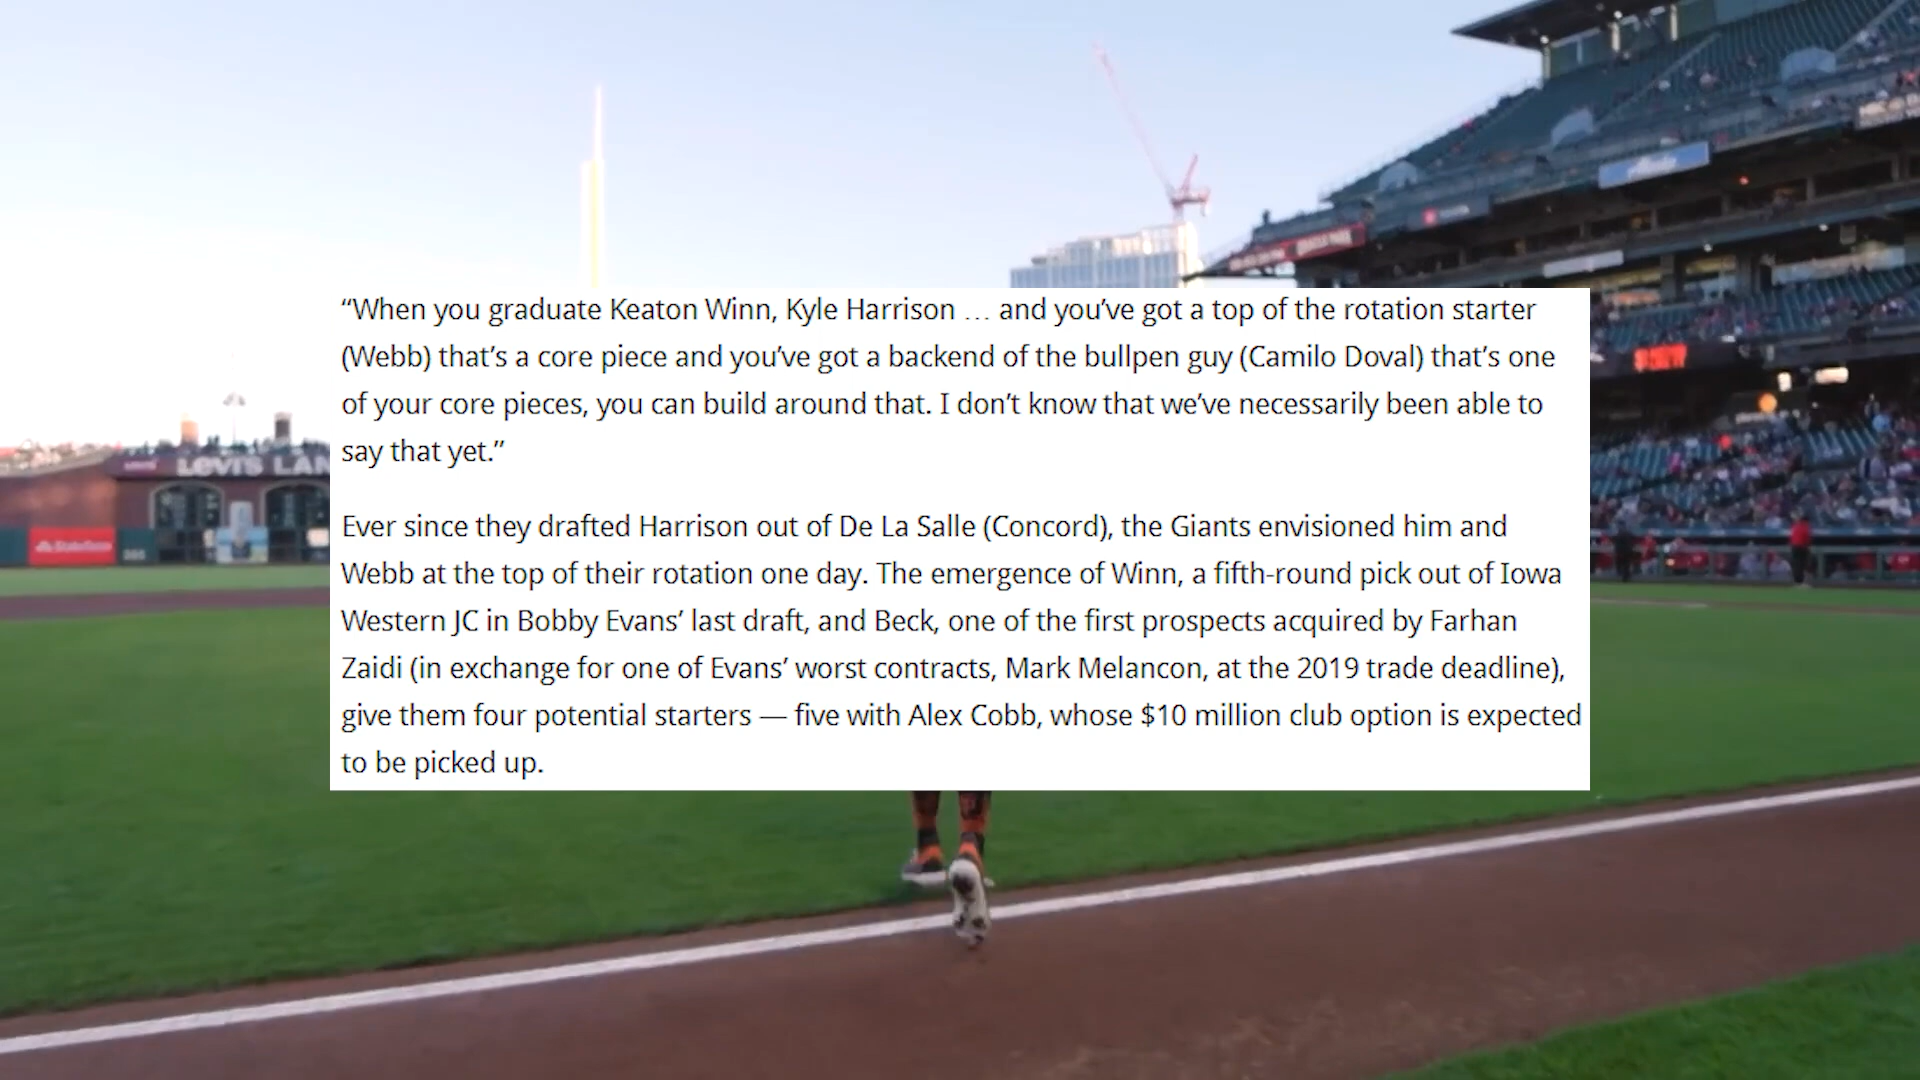 “When you graduate Keaton Winn, Kyle Harrison … and you’ve got a top of the rotation starter
(Webb) that’s a core piece and you’ve got a backend of the bullpen guy (Camilo Doval) that’s one
of your core pieces, you can build around that. I don’t know that we’ve necessarily been able to
say that yet.”
Ever since they drafted Harrison out of De La Salle (Concord), the Giants envisioned him and
Webb at the top of their rotation one day. The emergence of Winn, a fifth-round pick out of Iowa
Western JC in Bobby Evans’ last draft, and Beck, one of the first prospects acquired by Farhan
Zaidi (in exchange for one of Evans’ worst contracts, Mark Melancon, at the 2019 trade deadline),
give them four potential starters — five with Alex Cobb, whose $10 million club option is expected
to be picked up.
LEVI'S LAN
StateFarm